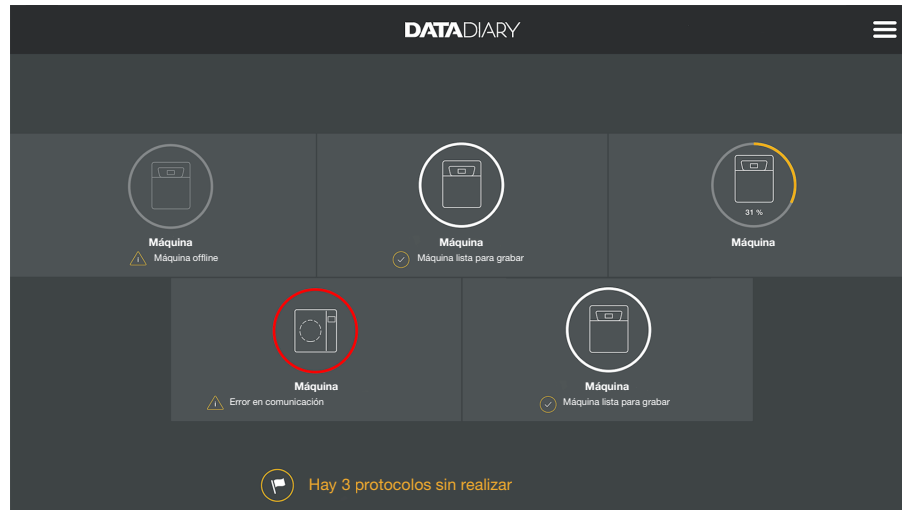 DATADIARY
31 %
Máquina
Máquina offline
Máquina
Máquina lista para grabar
Máquina
Máquina
Error en comunicación
Máquina
Máquina lista para grabar
Hay 3 protocolos sin realizar